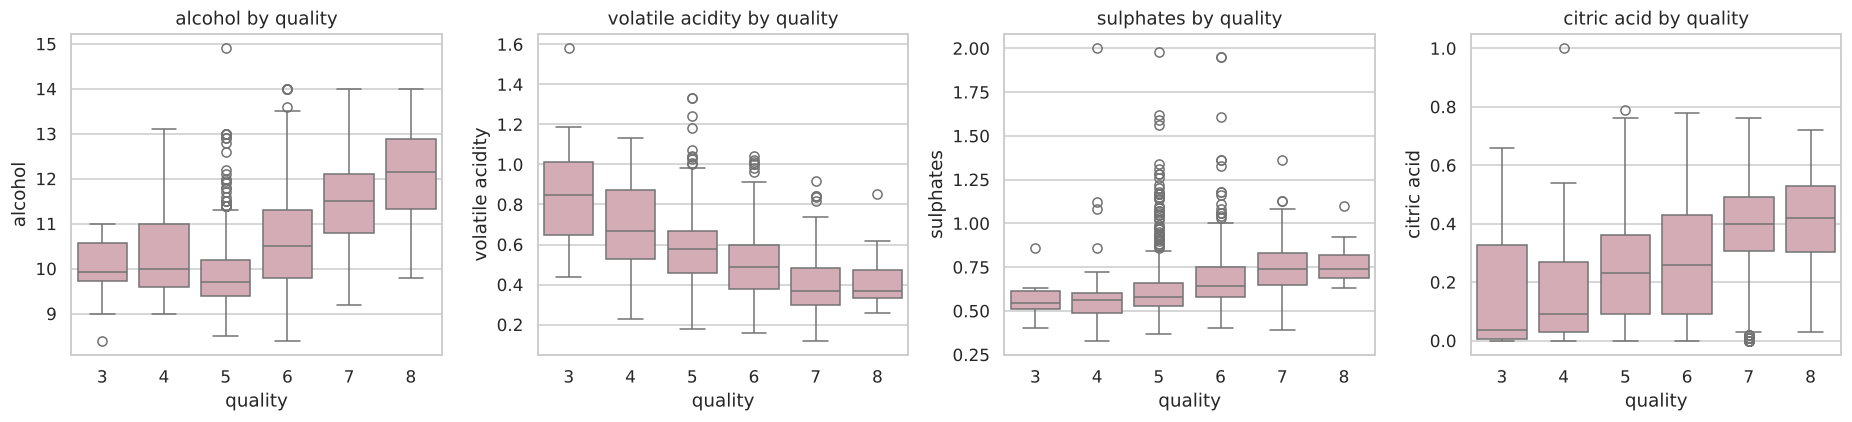 alcohol by quality
alcohol
15
14
13
12
11
10
9
3 4 5 6 7 8
quality
volatile acidity by quality
volatile acidity
1.6
1.4
1.2
1.0
0.8
0.6
0.4
0.2
3 4 5 6 7 8
quality
sulphates by quality
sulphates
2.00
1.75
1.50
1.25
1.00
0.75
0.50
0.25
3 4 5 6 7 8
quality
citric acid by quality
citric acid
1.0
0.8
0.6
0.4
0.2
0.0
3 4 5 6 7 8
quality